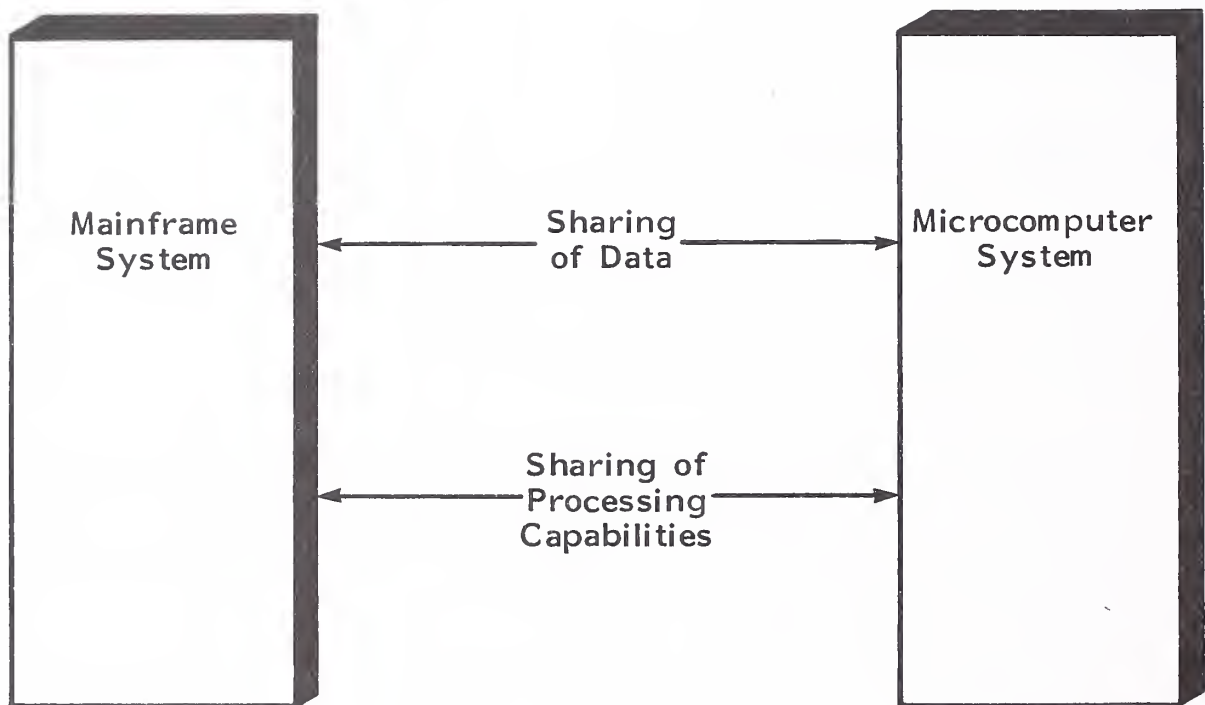 Mainframe
System
Sharing
of Data
Microcomputer
System
Sharing of
Processing
Capabilities